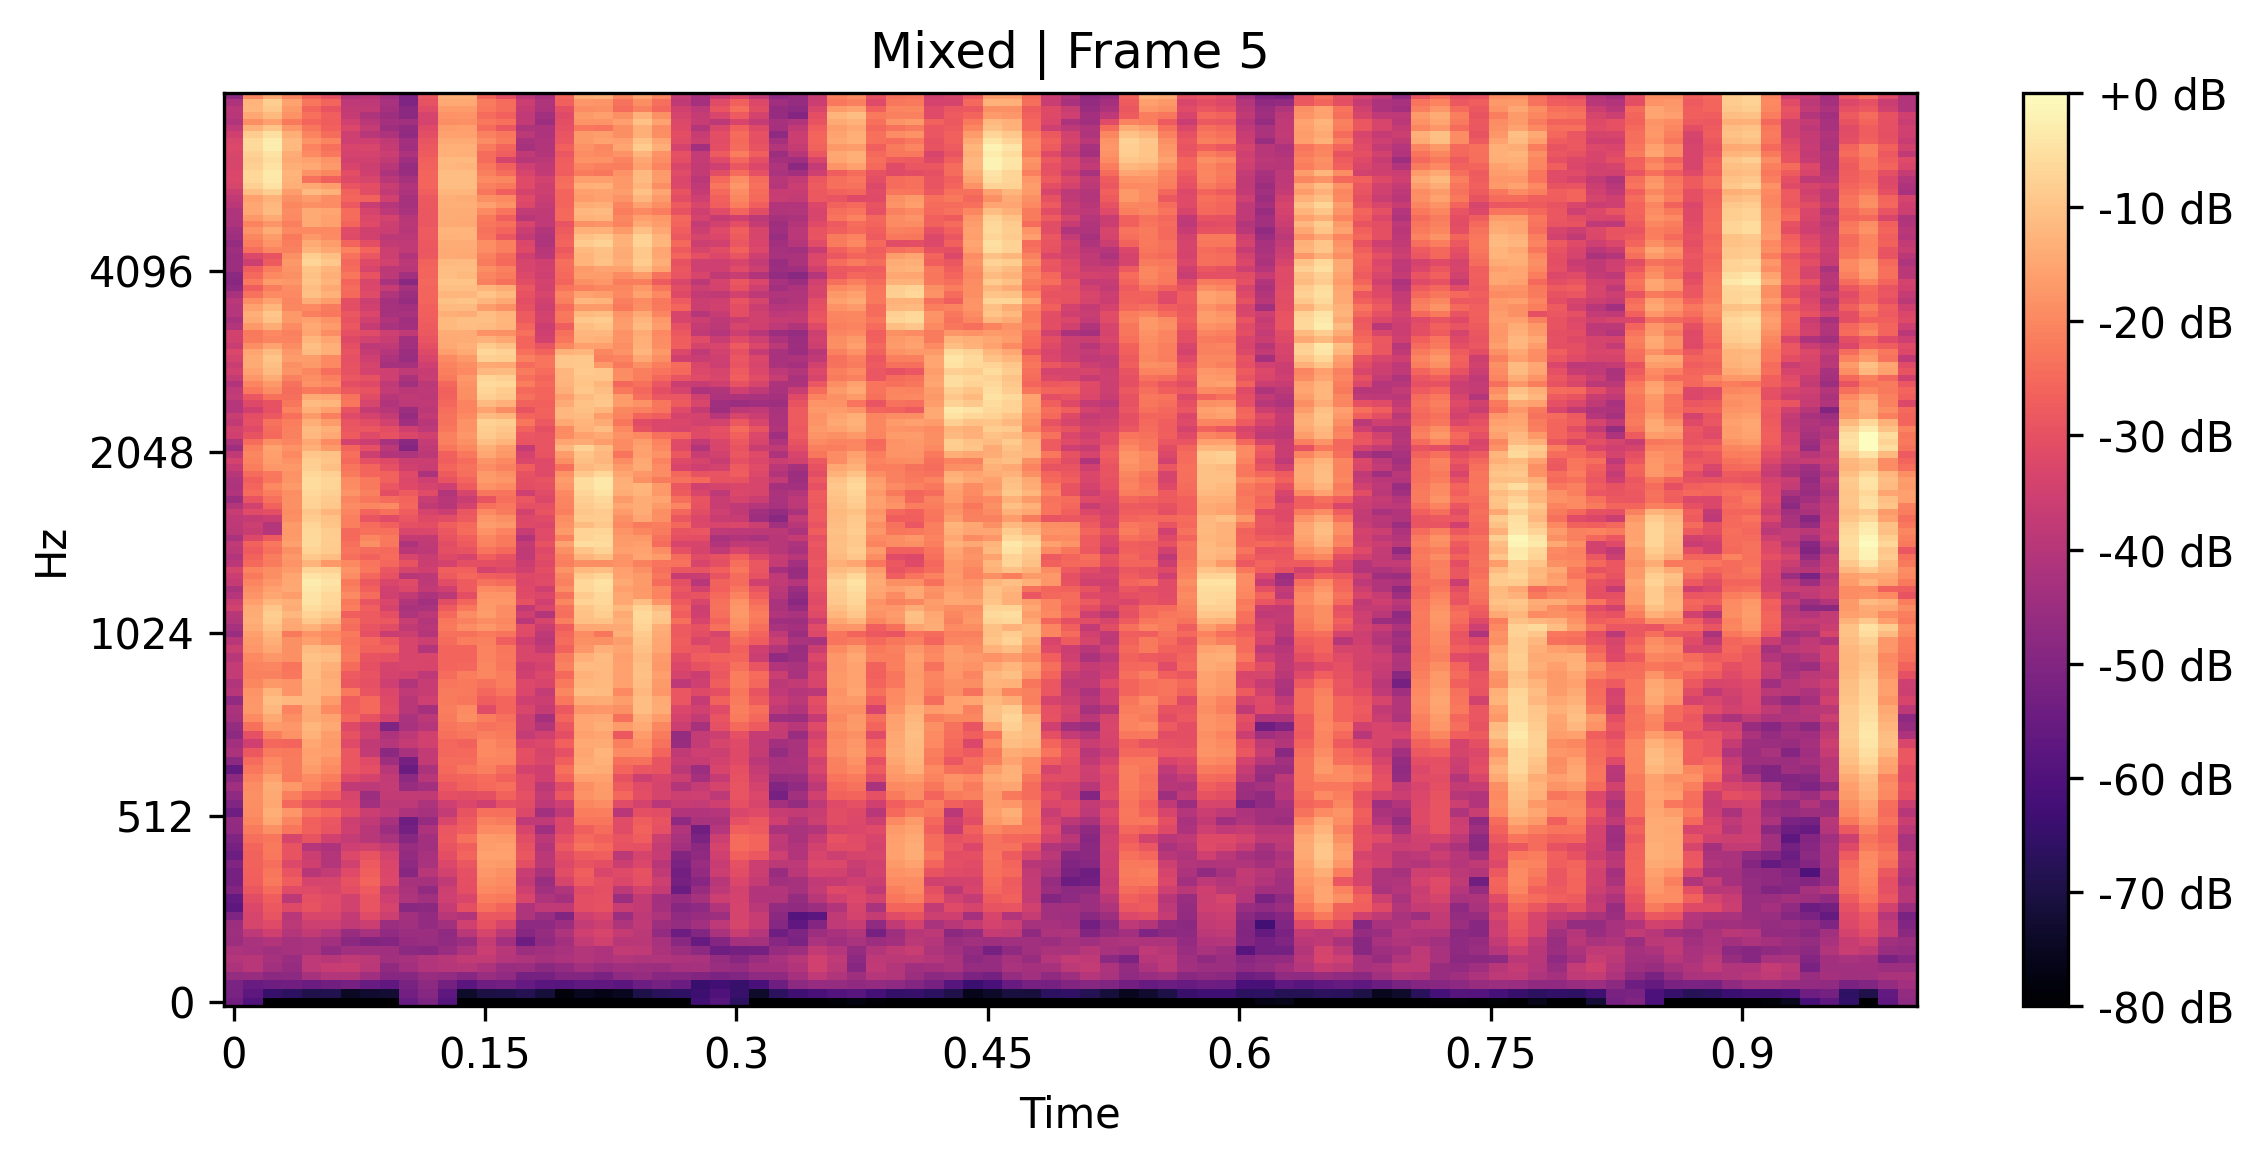 Mixed | Frame 5
Hz
4096
2048
1024
512
0
0 0.15 0.3 0.45 0.6 0.75 0.9
Time
+0 dB
-10 dB
-20 dB
-30 dB
-40 dB
-50 dB
-60 dB
-70 dB
-80 dB